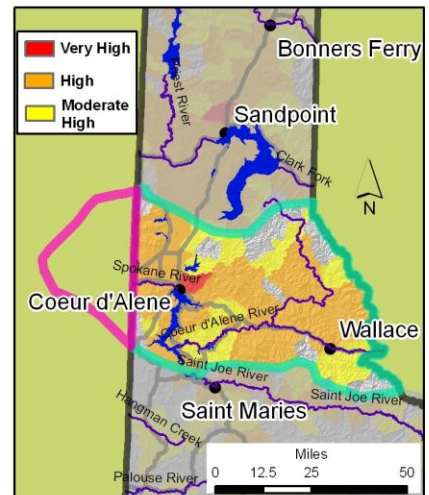 Very High
High
Moderate
High
Bonners Ferry
Priest River
Sandpoint
Clark Fork
N
Spokane River
Coeur d'Alene
Coeur d'Alene River
Wallace
Saint Joe River
Saint Maries
Saint Joe River
Hangman Creek
Palouse River
Miles
0 12.5 25 50